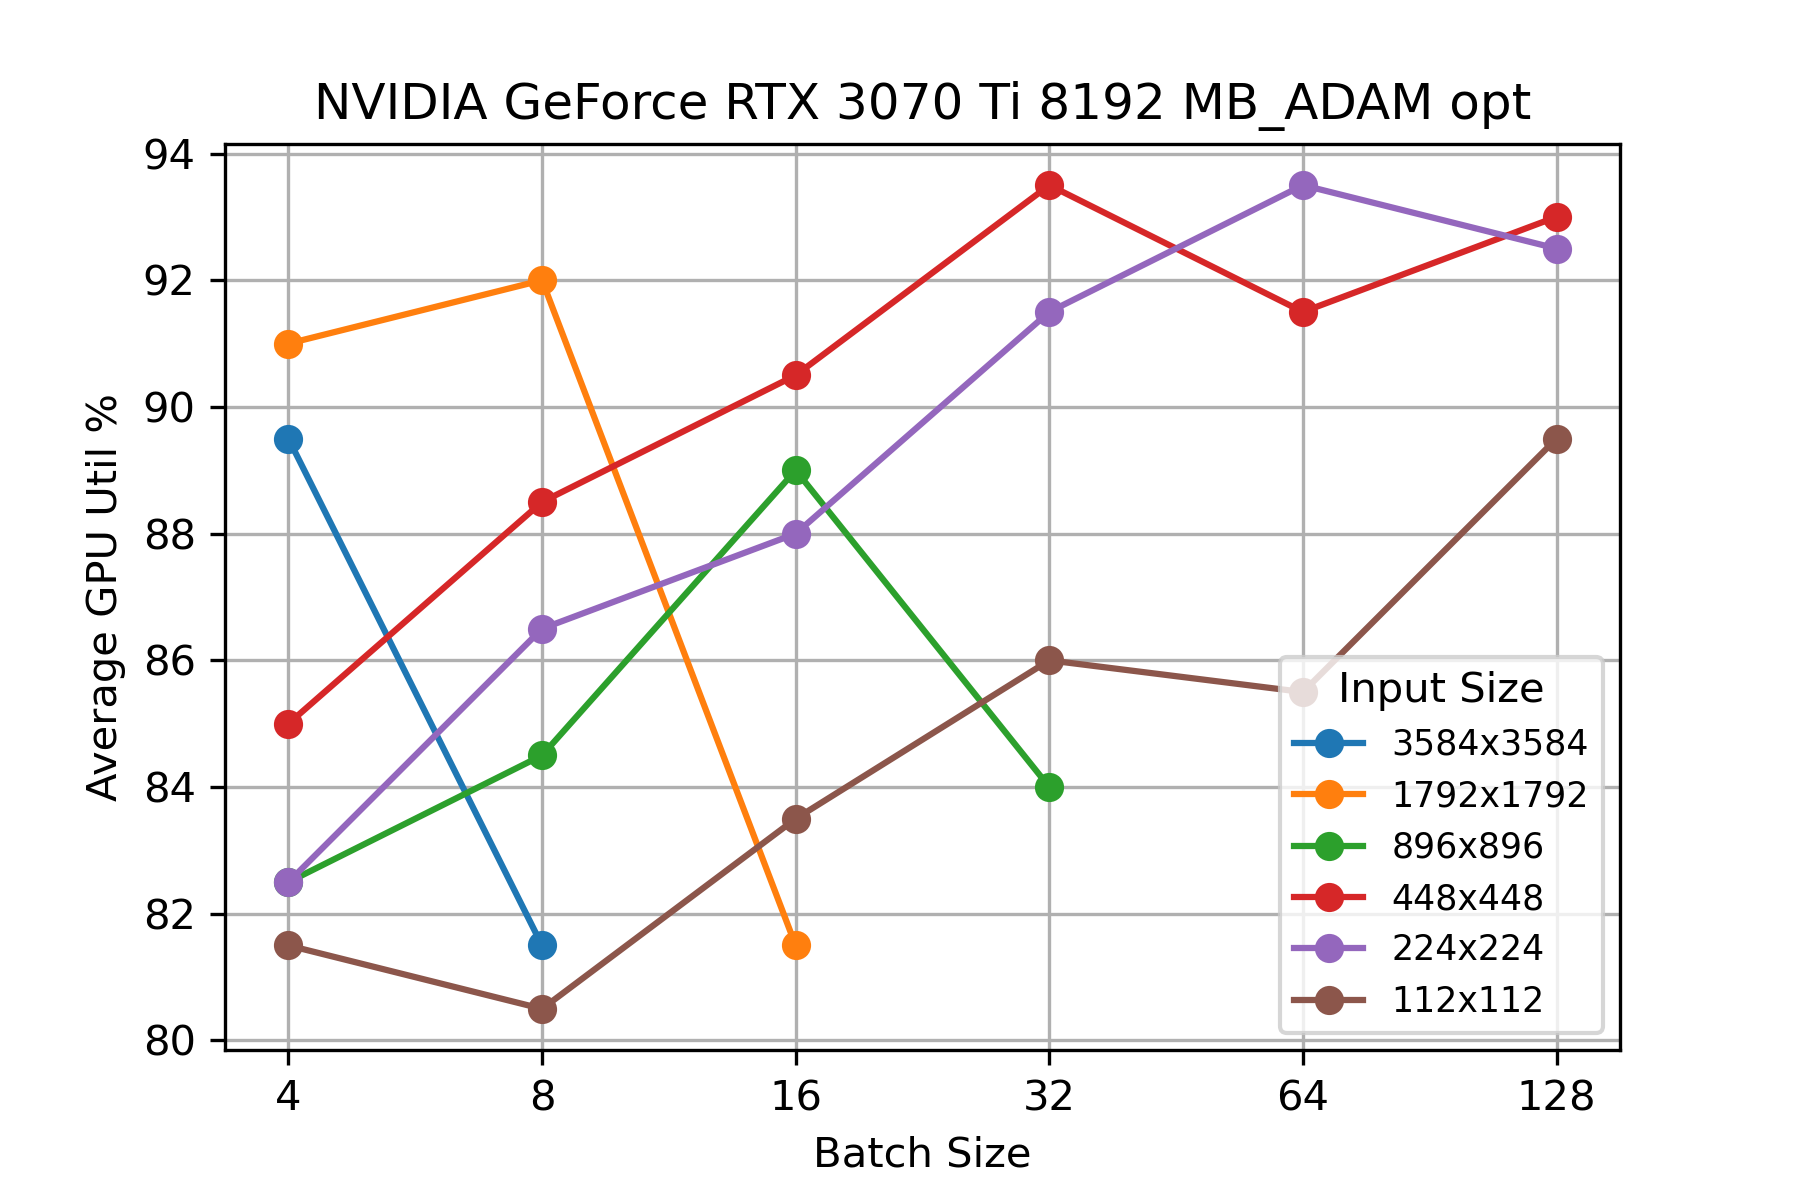 NVIDIA GeForce RTX 3070 Ti 8192 MB_ADAM opt
94
92
90
88
86
84
82
80
Average GPU Util %
Input Size
3584x3584
1792x1792
896x896
448x448
224x224
112x112
4 8 16 32 64 128
Batch Size